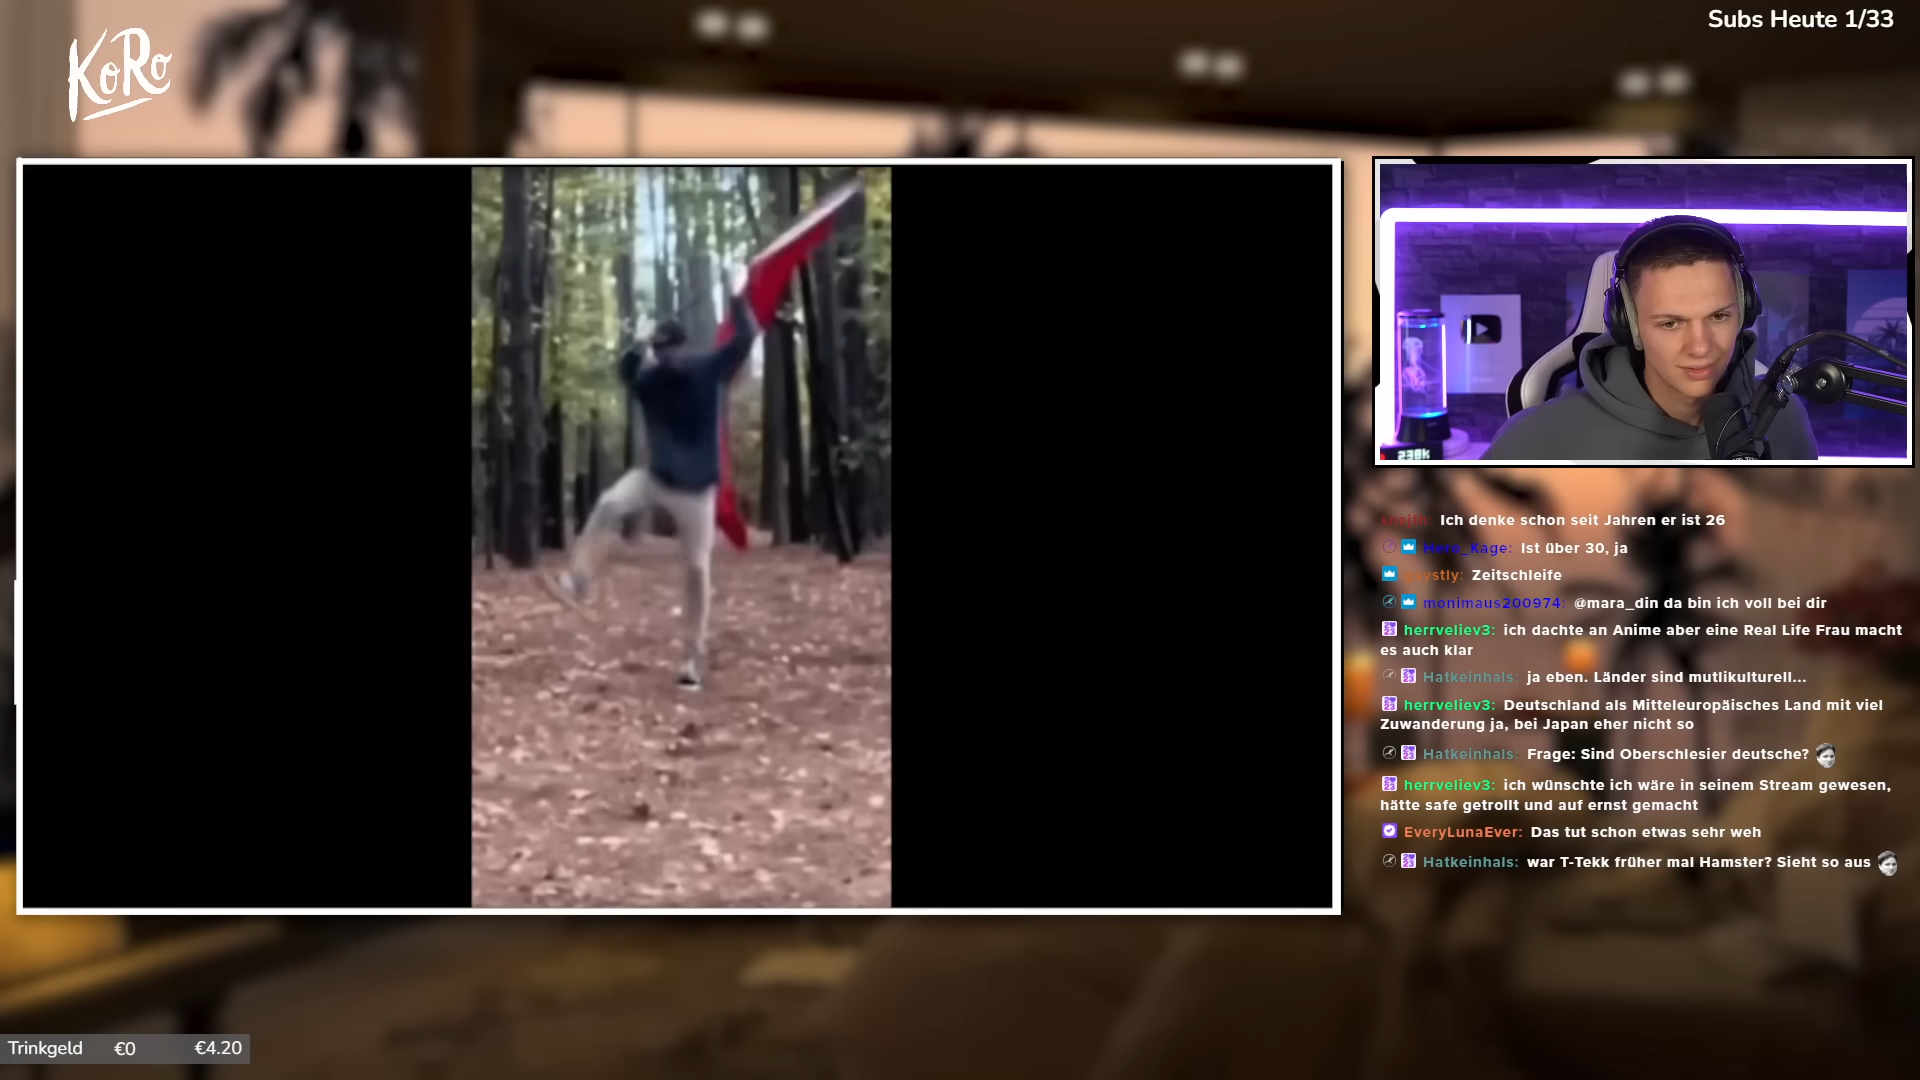 KoRo
Subs Heute 1/33
Ich denke schon seit Jahren er ist 26
Ist über 30, ja
Zeitschleife
monimaus200974: @mara_din da bin ich voll bei dir
herrveliev3: ich dachte an Anime aber eine Real Life Frau macht
es auch klar
Hatkeinhals: ja eben. Länder sind mutlikulturell...
herrveliev3: Deutschland als Mitteleuropäisches Land mit viel
Zuwanderung ja, bei Japan eher nicht so
Hatkeinhals: Frage: Sind Oberschlesier deutsche?
herrveliev3: ich wünschte ich wäre in seinem Stream gewesen,
hätte safe getrollt und auf ernst gemacht
EveryLunaEver: Das tut schon etwas sehr weh
Hatkeinhals: war T-Tekk früher mal Hamster? Sieht so aus
238K
Trinkgeld €0 €4.20